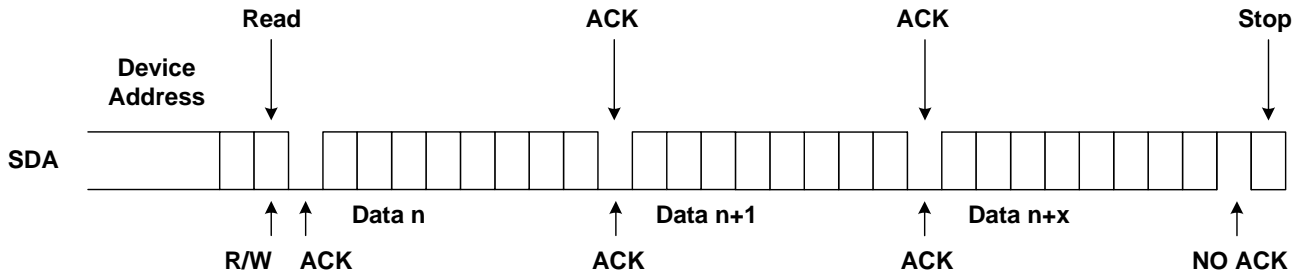 Read ACK ACK Stop
Device
Address
SDA
Data n Data n+1 Data n+x
R/W ACK ACK ACK NO ACK